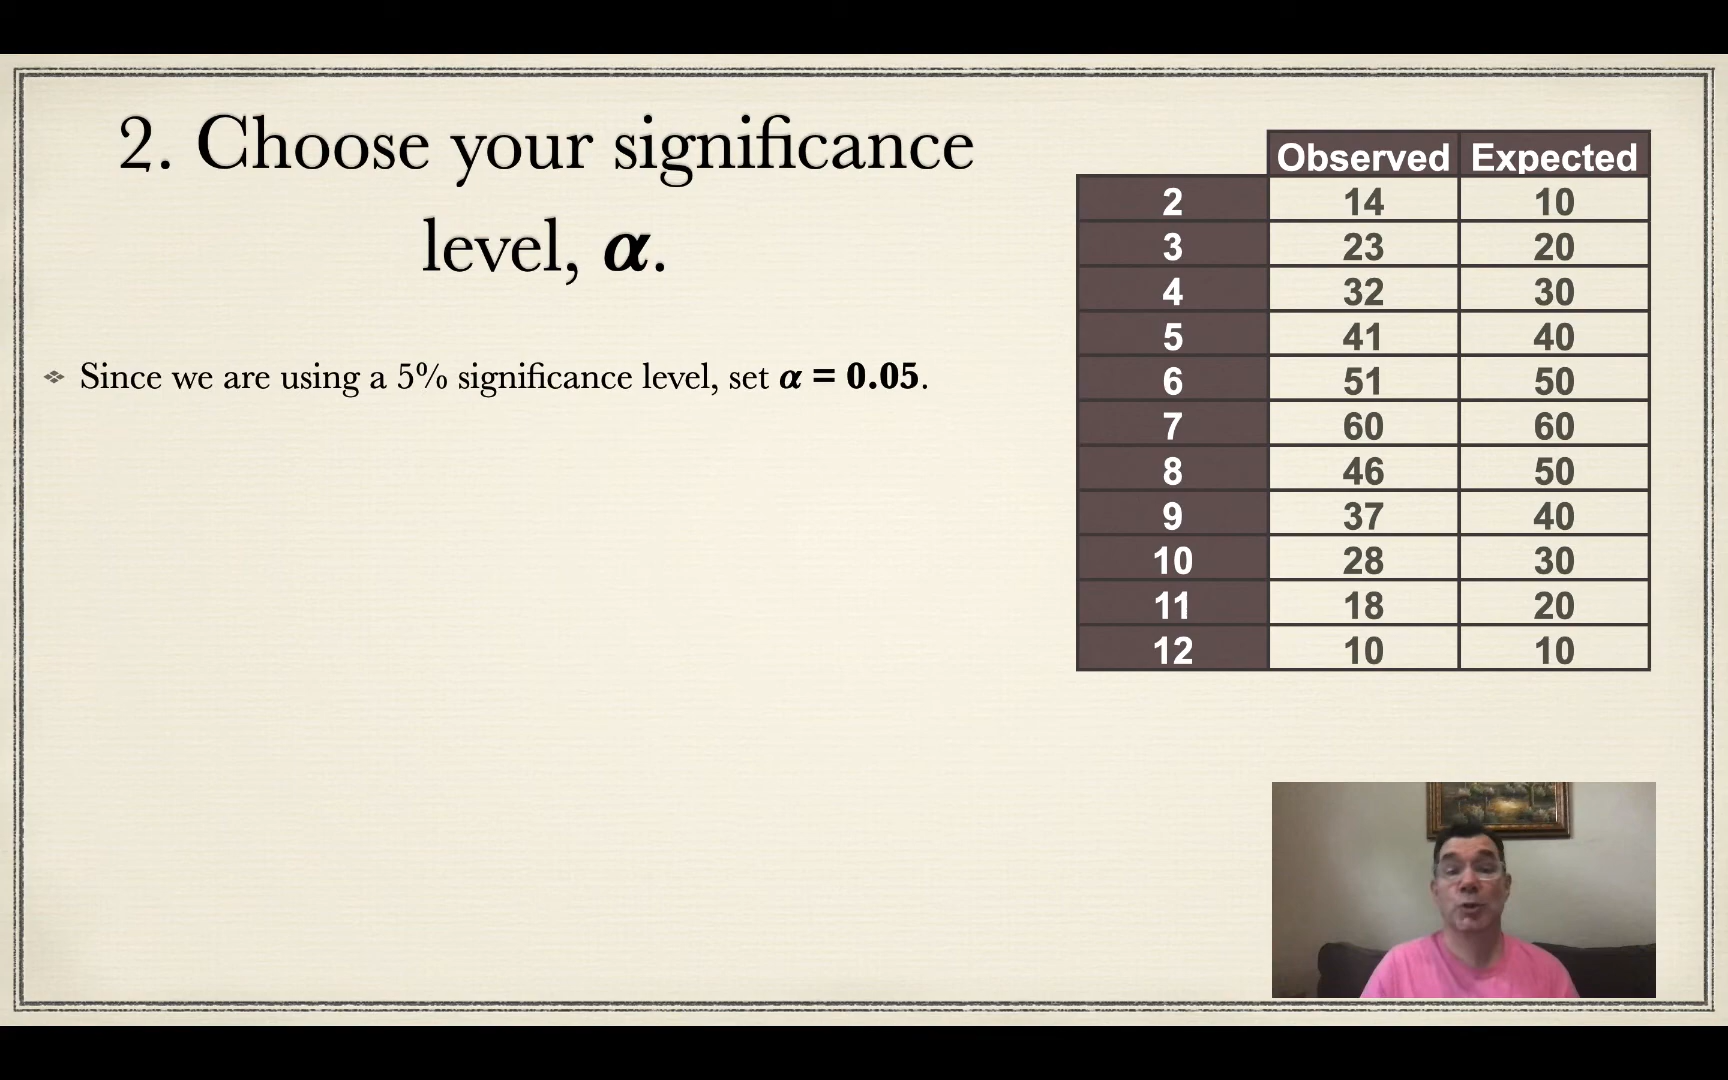 2. Choose your significance
level, α.
❖ Since we are using a 5% significance level, set α = 0.05.
Observed Expected
2 14 10
3 23 20
4 32 30
5 41 40
6 51 50
7 60 60
8 46 50
9 37 40
10 28 30
11 18 20
12 10 10